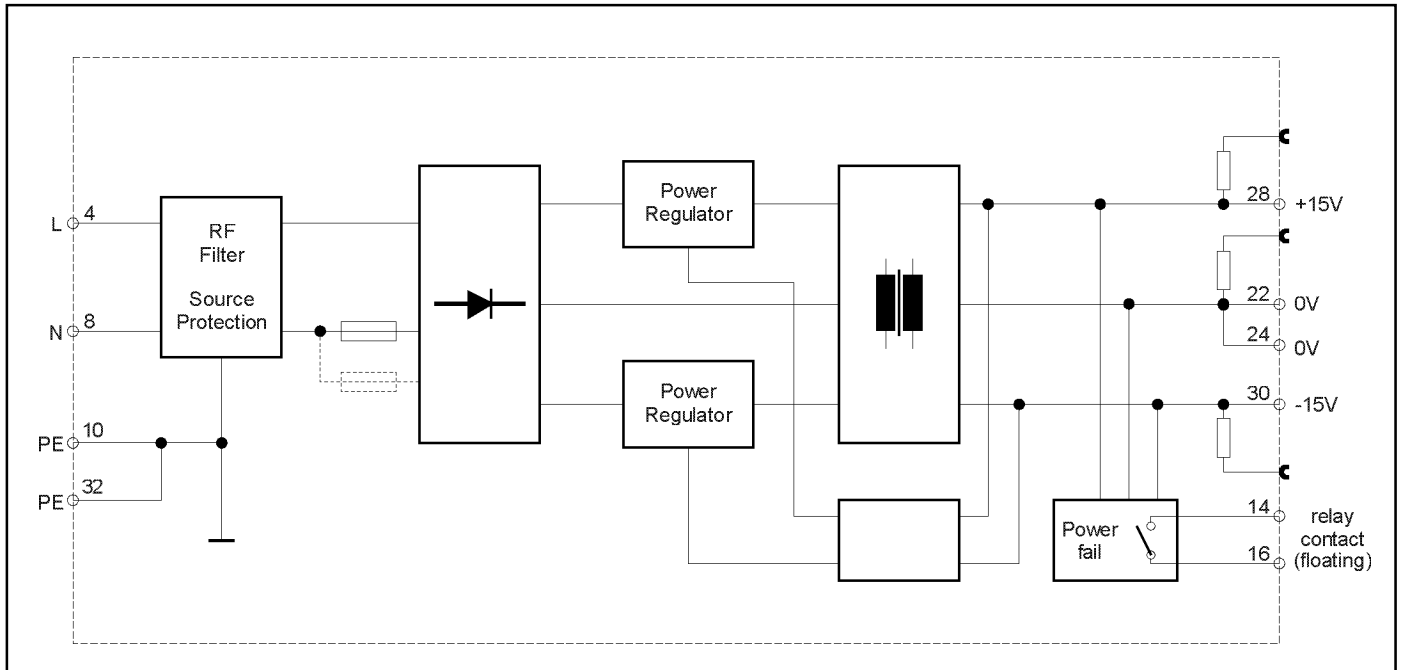 L
4
RF
Filter
Source
Protection
N
8
PE
10
PE
32
Power
Regulator
Power
Regulator
28
+15V
22
0V
24
0V
30
-15V
Power
fail
14
16
relay
contact
(floating)